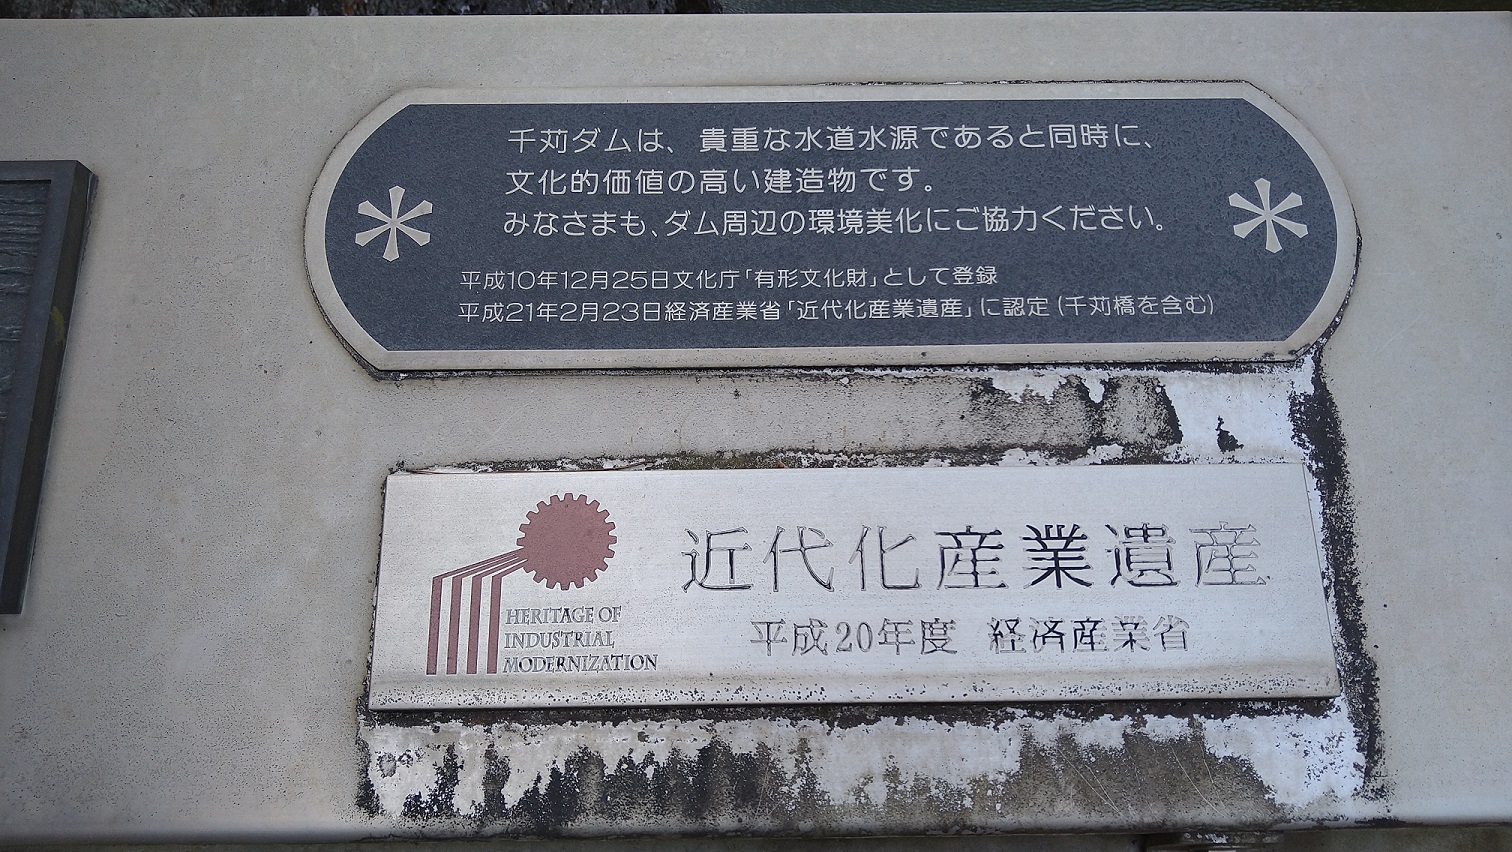 千苅ダムは、貴重な水道水源であると同時に、
文化的価値の高い建造物です。
みなさまも、ダム周辺の環境美化にご協力ください。
平成10年12月25日文化庁「有形文化財」として登録
平成21年2月23日経済産業省「近代化産業遺産」に認定(千苅橋を含む)
近代化産業遺産
平成20年度 経済産業省
HERITAGE OF
INDUSTRIAL
MODERNIZATION